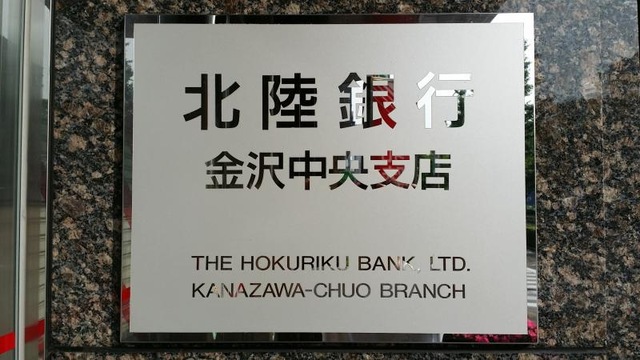 北陸銀行
金沢中央支店
THE HOKURIKU BANK, LTD.
KANAZAWA-CHUO BRANCH